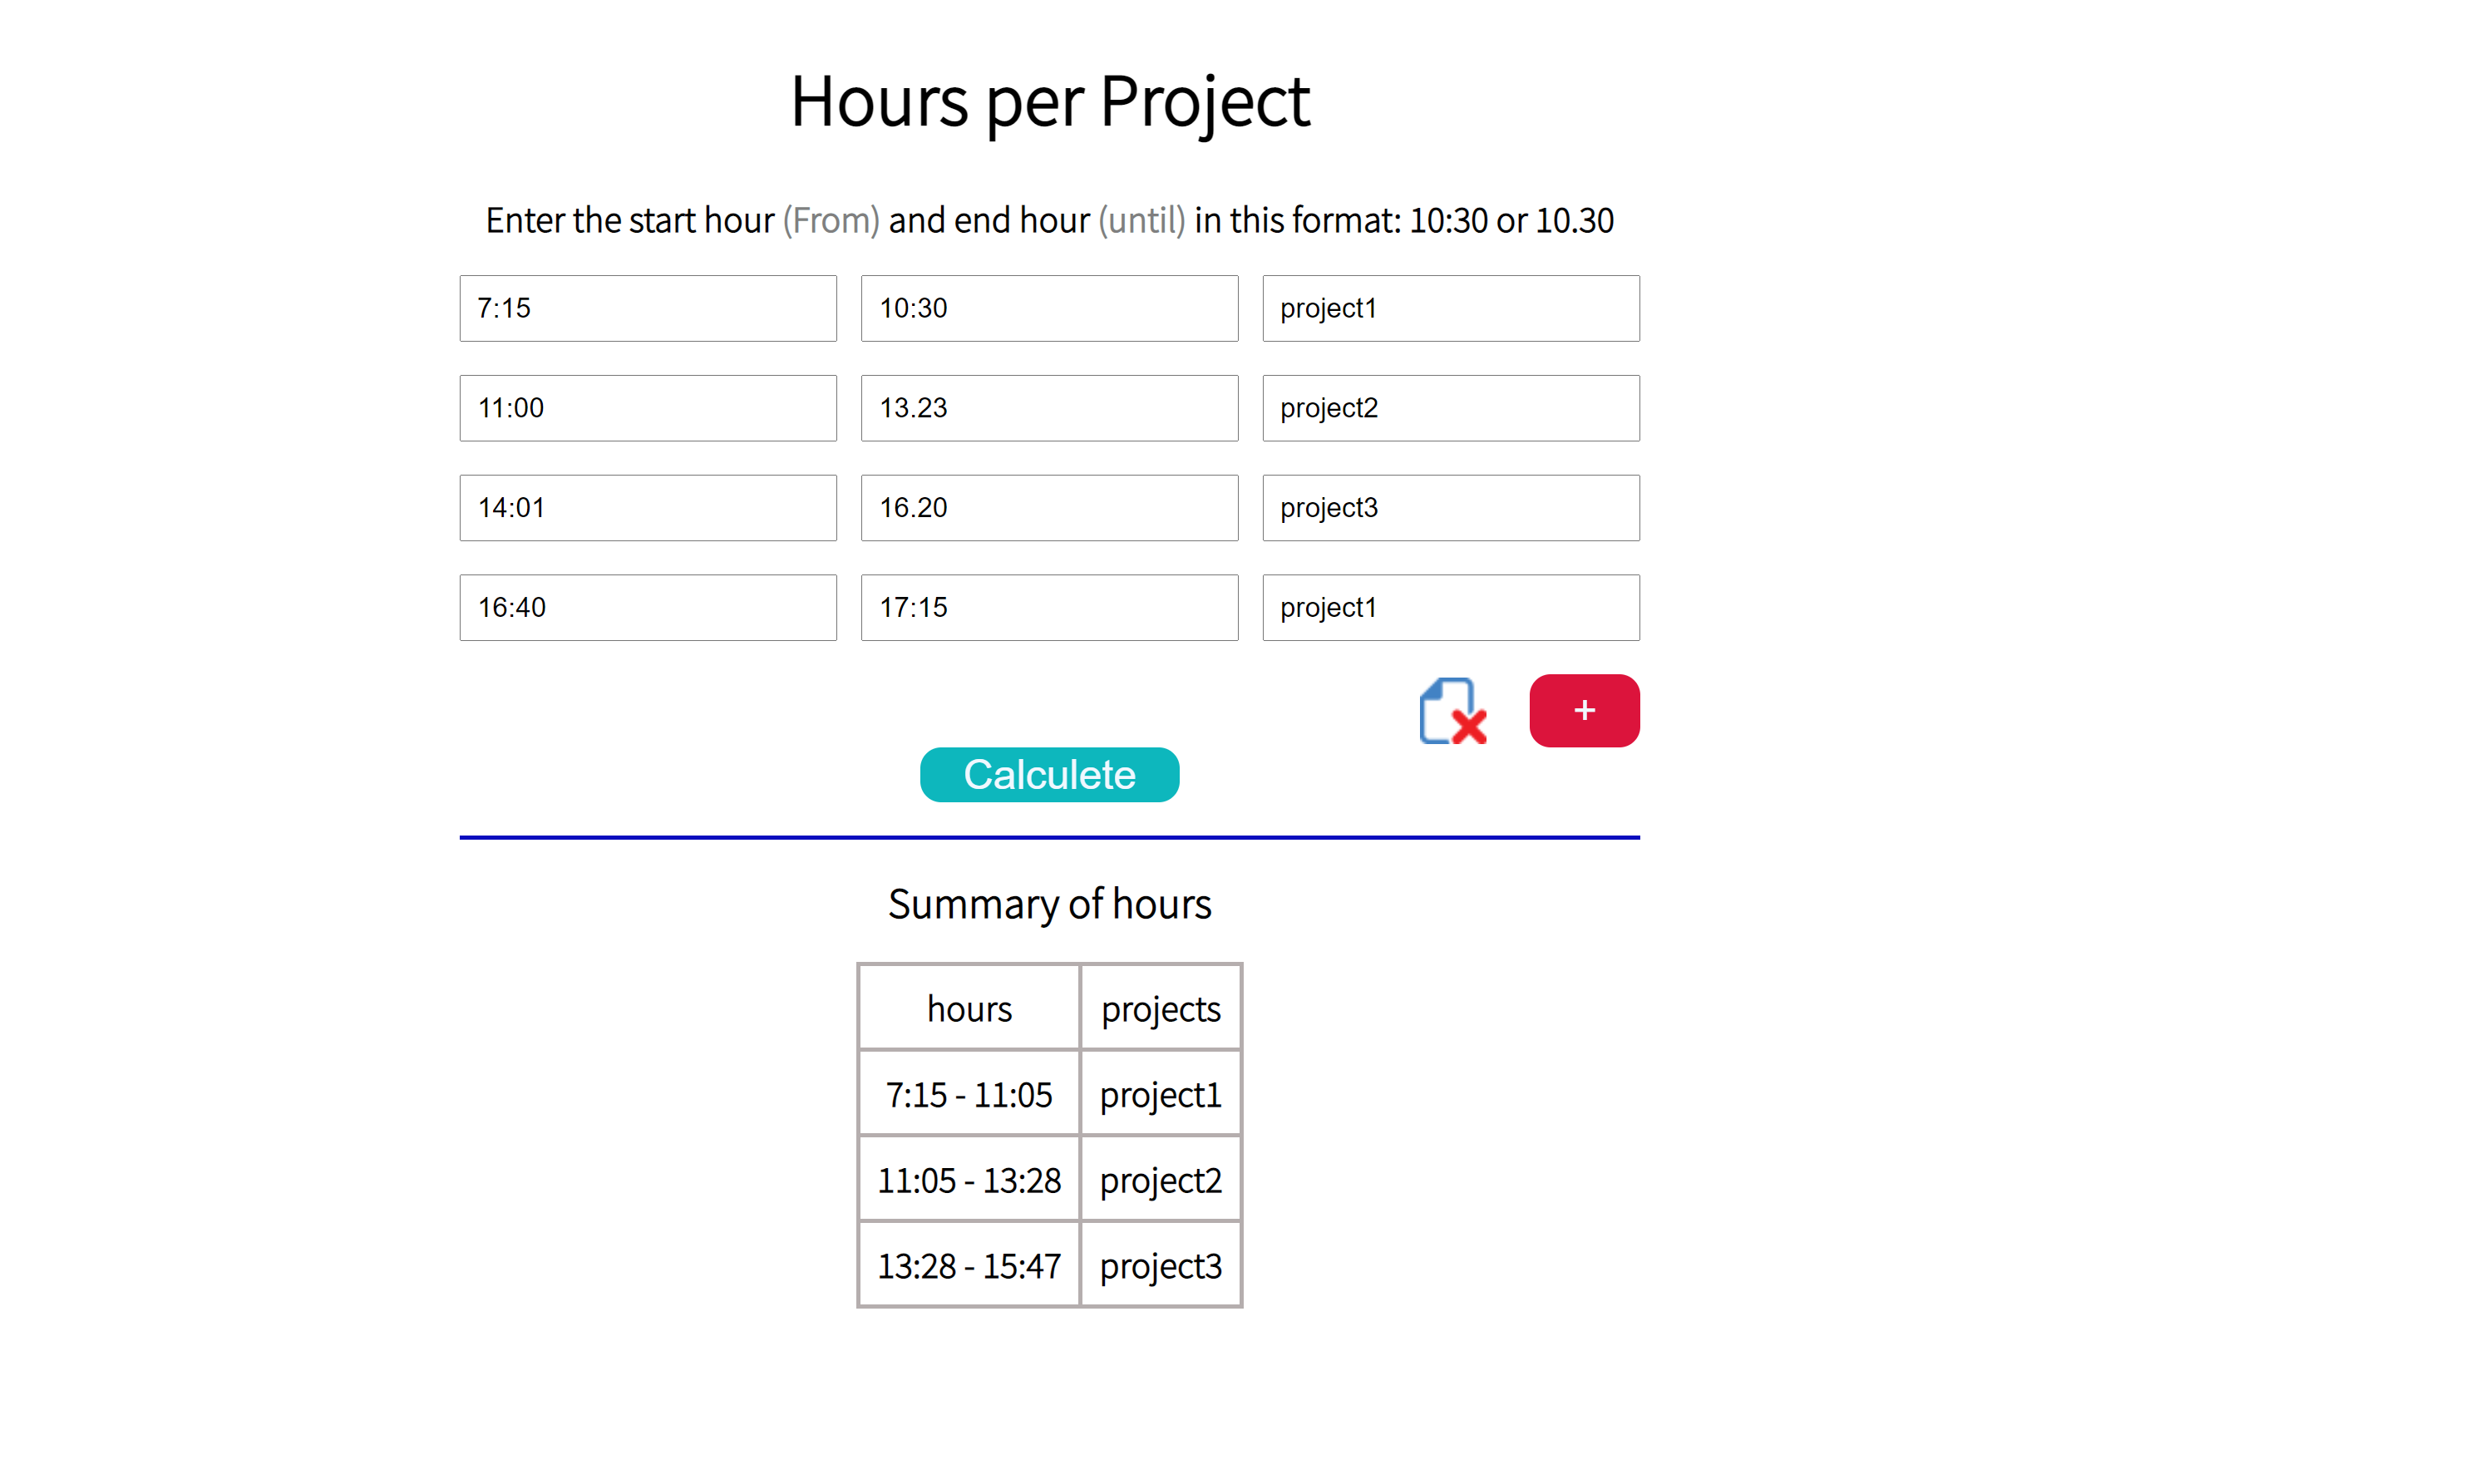 Hours per Project
Enter the start hour (From) and end hour (until) in this format: 10:30 or 10.30
7:15 10:30 project1
11:00 13.23 project2
14:01 16.20 project3
16:40 17:15 project1
+
Calculete
Summary of hours
hours projects
7:15 - 11:05 project1
11:05 - 13:28 project2
13:28 - 15:47 project3